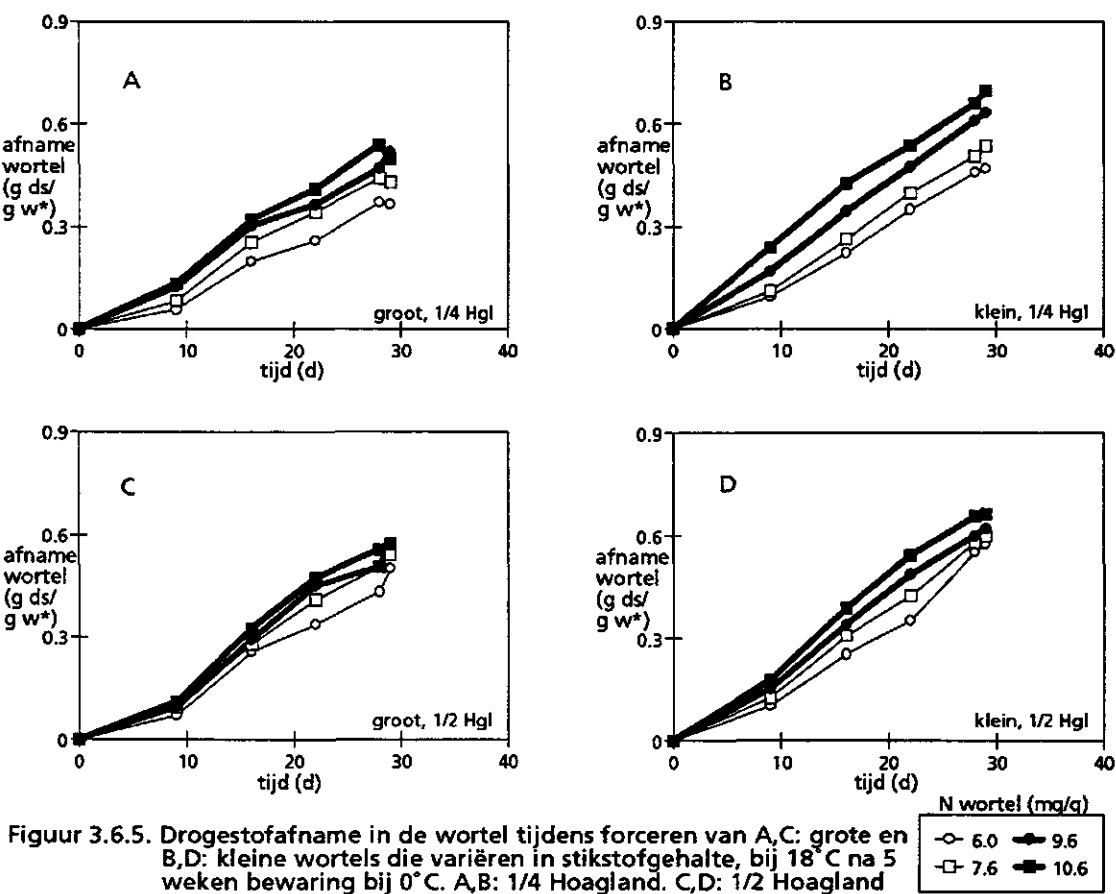 0.9
A
0.6
afname
wortel
(g ds/
g w*)
0.3
0
groot, 1/4 Hgl
0 10 20 30 40
tijd (d)
0.9
B
0.6
afname
wortel
(g ds/
g w*)
0.3
0
klein, 1/4 Hgl
0 10 20 30 40
tijd (d)
0.9
C
0.6
afname
wortel
(g ds/
g w*)
0.3
0
groot, 1/2 Hgl
0 10 20 30 40
tijd (d)
0.9
D
0.6
afname
wortel
(g ds/
g w*)
0.3
0
klein, 1/2 Hgl
0 10 20 30 40
tijd (d)
N wortel (mg/g)
6.0 9.6
7.6 10.6
Figuur 3.6.5. Drogestofafname in de wortel tijdens forceren van A,C: grote en
B,D: kleine wortels die variëren in stikstofgehalte, bij 18°C na 5
weken bewaring bij 0°C. A,B: 1/4 Hoagland. C,D: 1/2 Hoagland